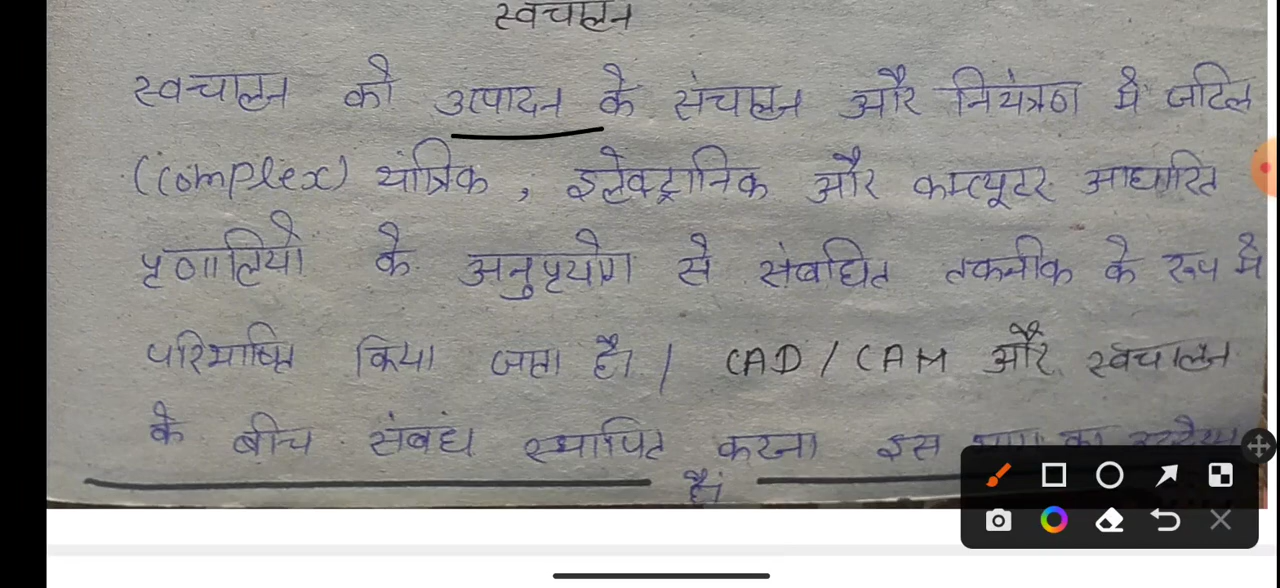 स्वचालन
स्वचालन को उत्पादन के संचालन और नियंत्रण में जटिल
(complex) यांत्रिक, इलेक्ट्रानिक और कम्प्यूटर आधारित
प्रणालियो के अनुप्रयोग से संबधित तकनीक के रूप मे
परिभाषित किया जाता है। / CAD / CAM और स्वचालन
के बीच संबंध स्थापित करना इस
है।